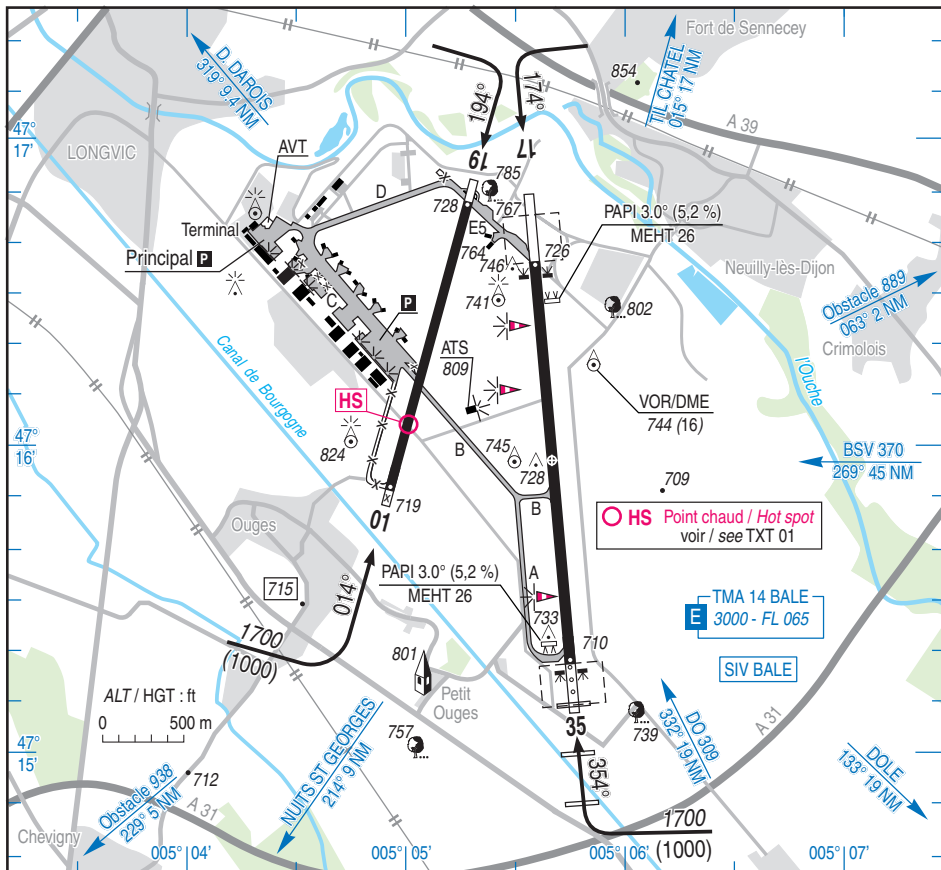 Fort de Sennecey
854
TIL CHATEL
015° 17 NM
D. DAROIS
319° 9.4 NM
194°
174°
A 39
47°
17'
LONGVIC
AVT
19
17
785
D
728
767
E5
764
746
726
PAPI 3.0° (5,2 %)
MEHT 26
Terminal
Principal P
Neuilly-lès-Dijon
741
802
Obstacle 889
063° 2 NM
C
P
Crimolois
ATS
809
l'Ouche
Canal de Bourgogne
HS
VOR/DME
744 (16)
824
B
745
728
BSV 370
269° 45 NM
47°
16'
709
719
01
B
HS Point chaud / Hot spot
voir / see TXT 01
Ouges
PAPI 3.0° (5,2 %)
MEHT 26
A
715
014°
733
TMA 14 BALE
E 3000 - FL 065
710
1700
(1000)
801
SIV BALE
ALT / HGT : ft
0 500 m
Petit
Ouges
35
739
DO 309
332° 19 NM
A 31
757
47°
15'
712
354°
DOLE
133° 19 NM
Obstacle 938
229° 5 NM
A 31
NUITS ST GEORGES
214° 9 NM
1700
(1000)
Chevigny
005° 04'
005° 05'
005° 06'
005° 07'